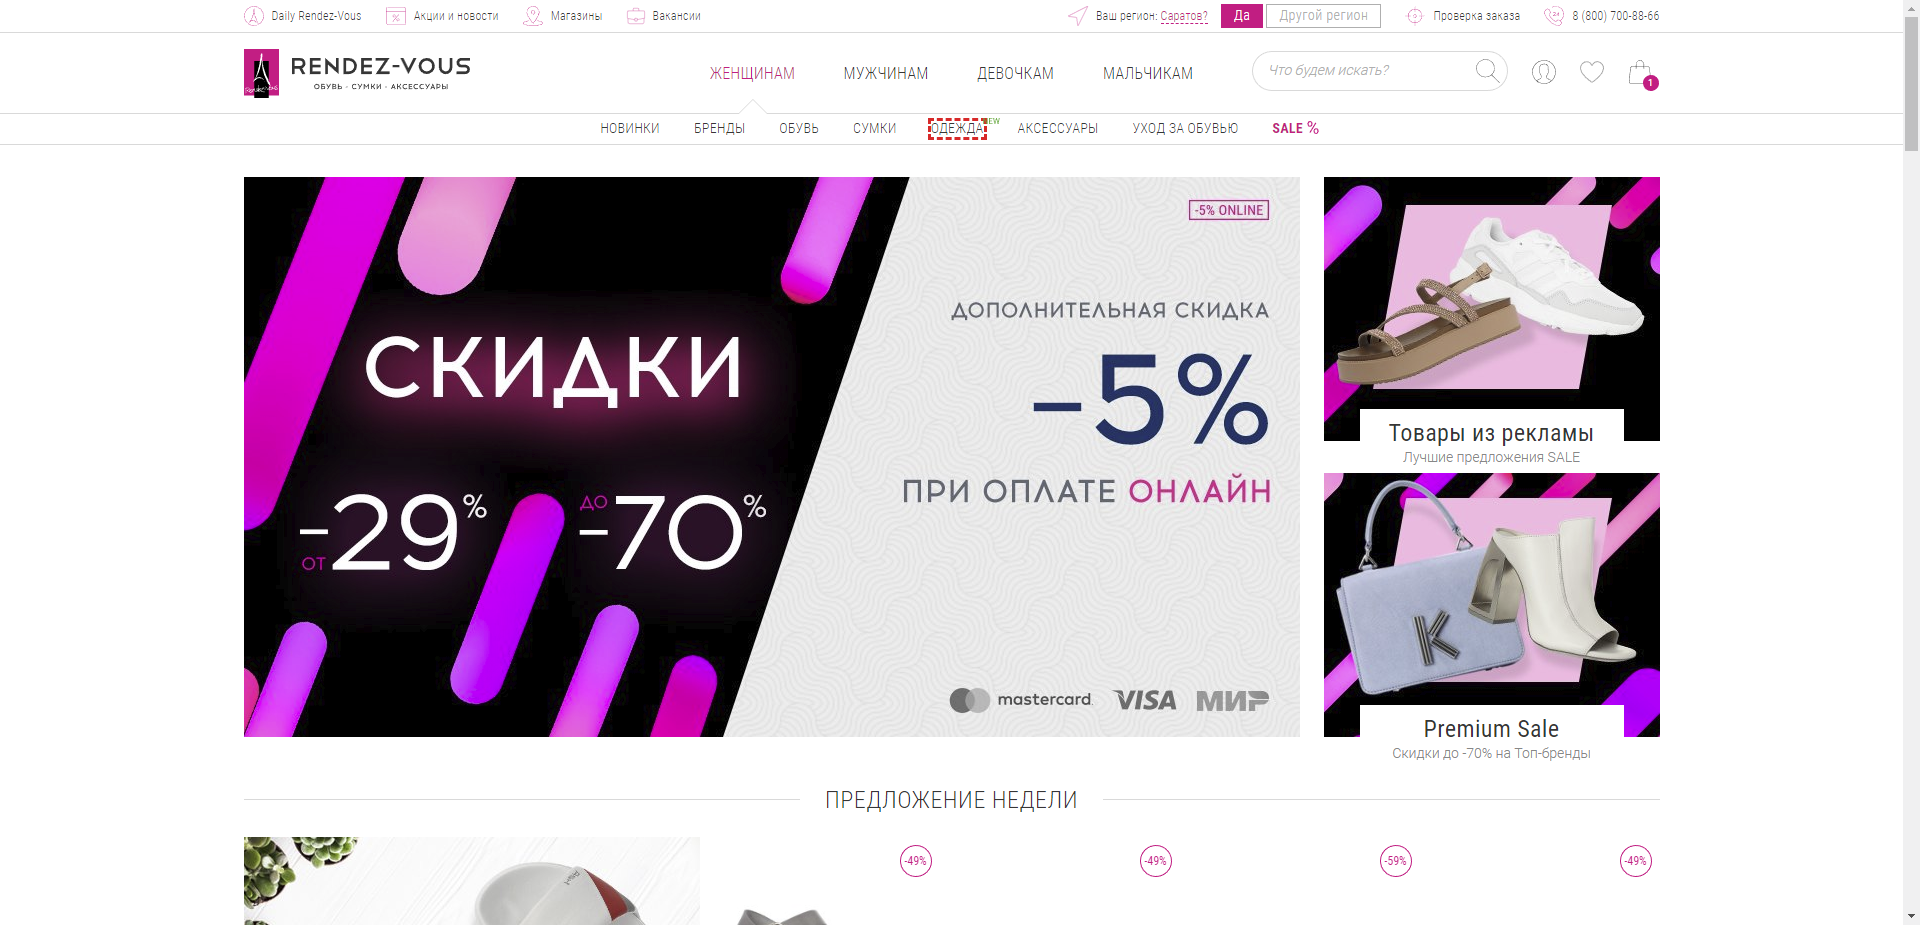 Daily Rendez-Vous
Акции и новости
Магазины
Вакансии
Ваш регион: Саратов?
Да
Другой регион
Проверка заказа
8 (800) 700-88-66
RENDEZ-VOUS
ОБУВЬ · СУМКИ · АКСЕССУАРЫ
ЖЕНЩИНАМ
МУЖЧИНАМ
ДЕВОЧКАМ
МАЛЬЧИКАМ
Что будем искать?
1
НОВИНКИ
БРЕНДЫ
ОБУВЬ
СУМКИ
ОДЕЖДА
NEW
АКСЕССУАРЫ
УХОД ЗА ОБУВЬЮ
SALE %
СКИДКИ
ОТ -29%
ДО -70%
-5% ONLINE
ДОПОЛНИТЕЛЬНАЯ СКИДКА
-5%
ПРИ ОПЛАТЕ ОНЛАЙН
mastercard
VISA
МИР
Товары из рекламы
Лучшие предложения SALE
K
Premium Sale
Скидки до -70% на Топ-бренды
ПРЕДЛОЖЕНИЕ НЕДЕЛИ
-49%
-49%
-59%
-49%